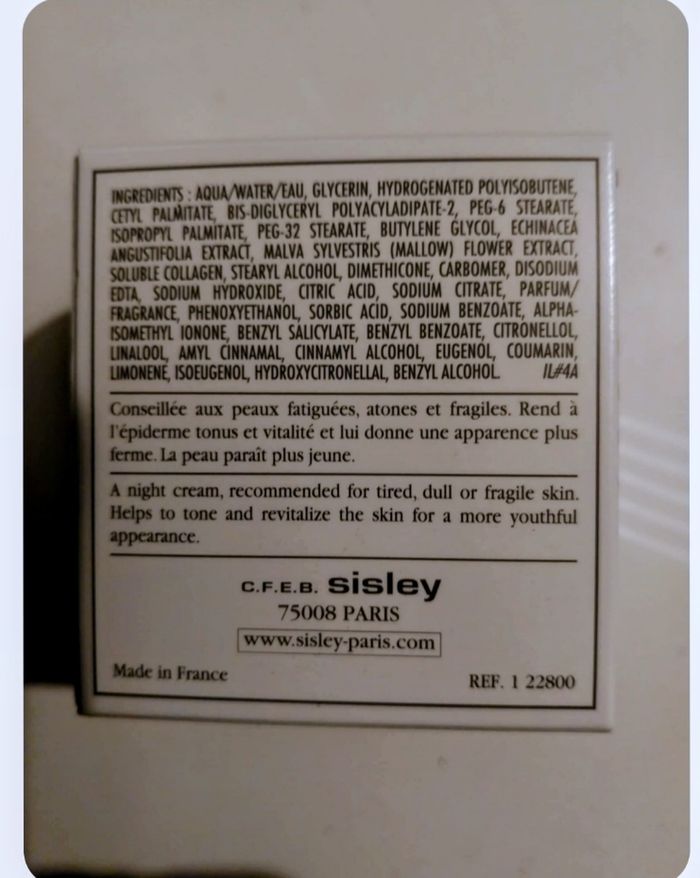 INGREDIENTS : AQUA/WATER/EAU, GLYCERIN, HYDROGENATED POLYISOBUTENE,
CETYL PALMITATE, BIS-DIGLYCERYL POLYACYLADIPATE-2, PEG-6 STEARATE,
ISOPROPYL PALMITATE, PEG-32 STEARATE, BUTYLENE GLYCOL, ECHINACEA
ANGUSTIFOLIA EXTRACT, MALVA SYLVESTRIS (MALLOW) FLOWER EXTRACT,
SOLUBLE COLLAGEN, STEARYL ALCOHOL, DIMETHICONE, CARBOMER, DISODIUM
EDTA, SODIUM HYDROXIDE, CITRIC ACID, SODIUM CITRATE, PARFUM/
FRAGRANCE, PHENOXYETHANOL, SORBIC ACID, SODIUM BENZOATE, ALPHA-
ISOMETHYL IONONE, BENZYL SALICYLATE, BENZYL BENZOATE, CITRONELLOL,
LINALOOL, AMYL CINNAMAL, CINNAMYL ALCOHOL, EUGENOL, COUMARIN,
LIMONENE, ISOEUGENOL, HYDROXYCITRONELLAL, BENZYL ALCOHOL. IL#4A
Conseillée aux peaux fatiguées, atones et fragiles. Rend à
l'épiderme tonus et vitalité et lui donne une apparence plus
ferme. La peau paraît plus jeune.
A night cream, recommended for tired, dull or fragile skin.
Helps to tone and revitalize the skin for a more youthful
appearance.
C.F.E.B. sisley
75008 PARIS
www.sisley-paris.com
Made in France REF. 1 22800